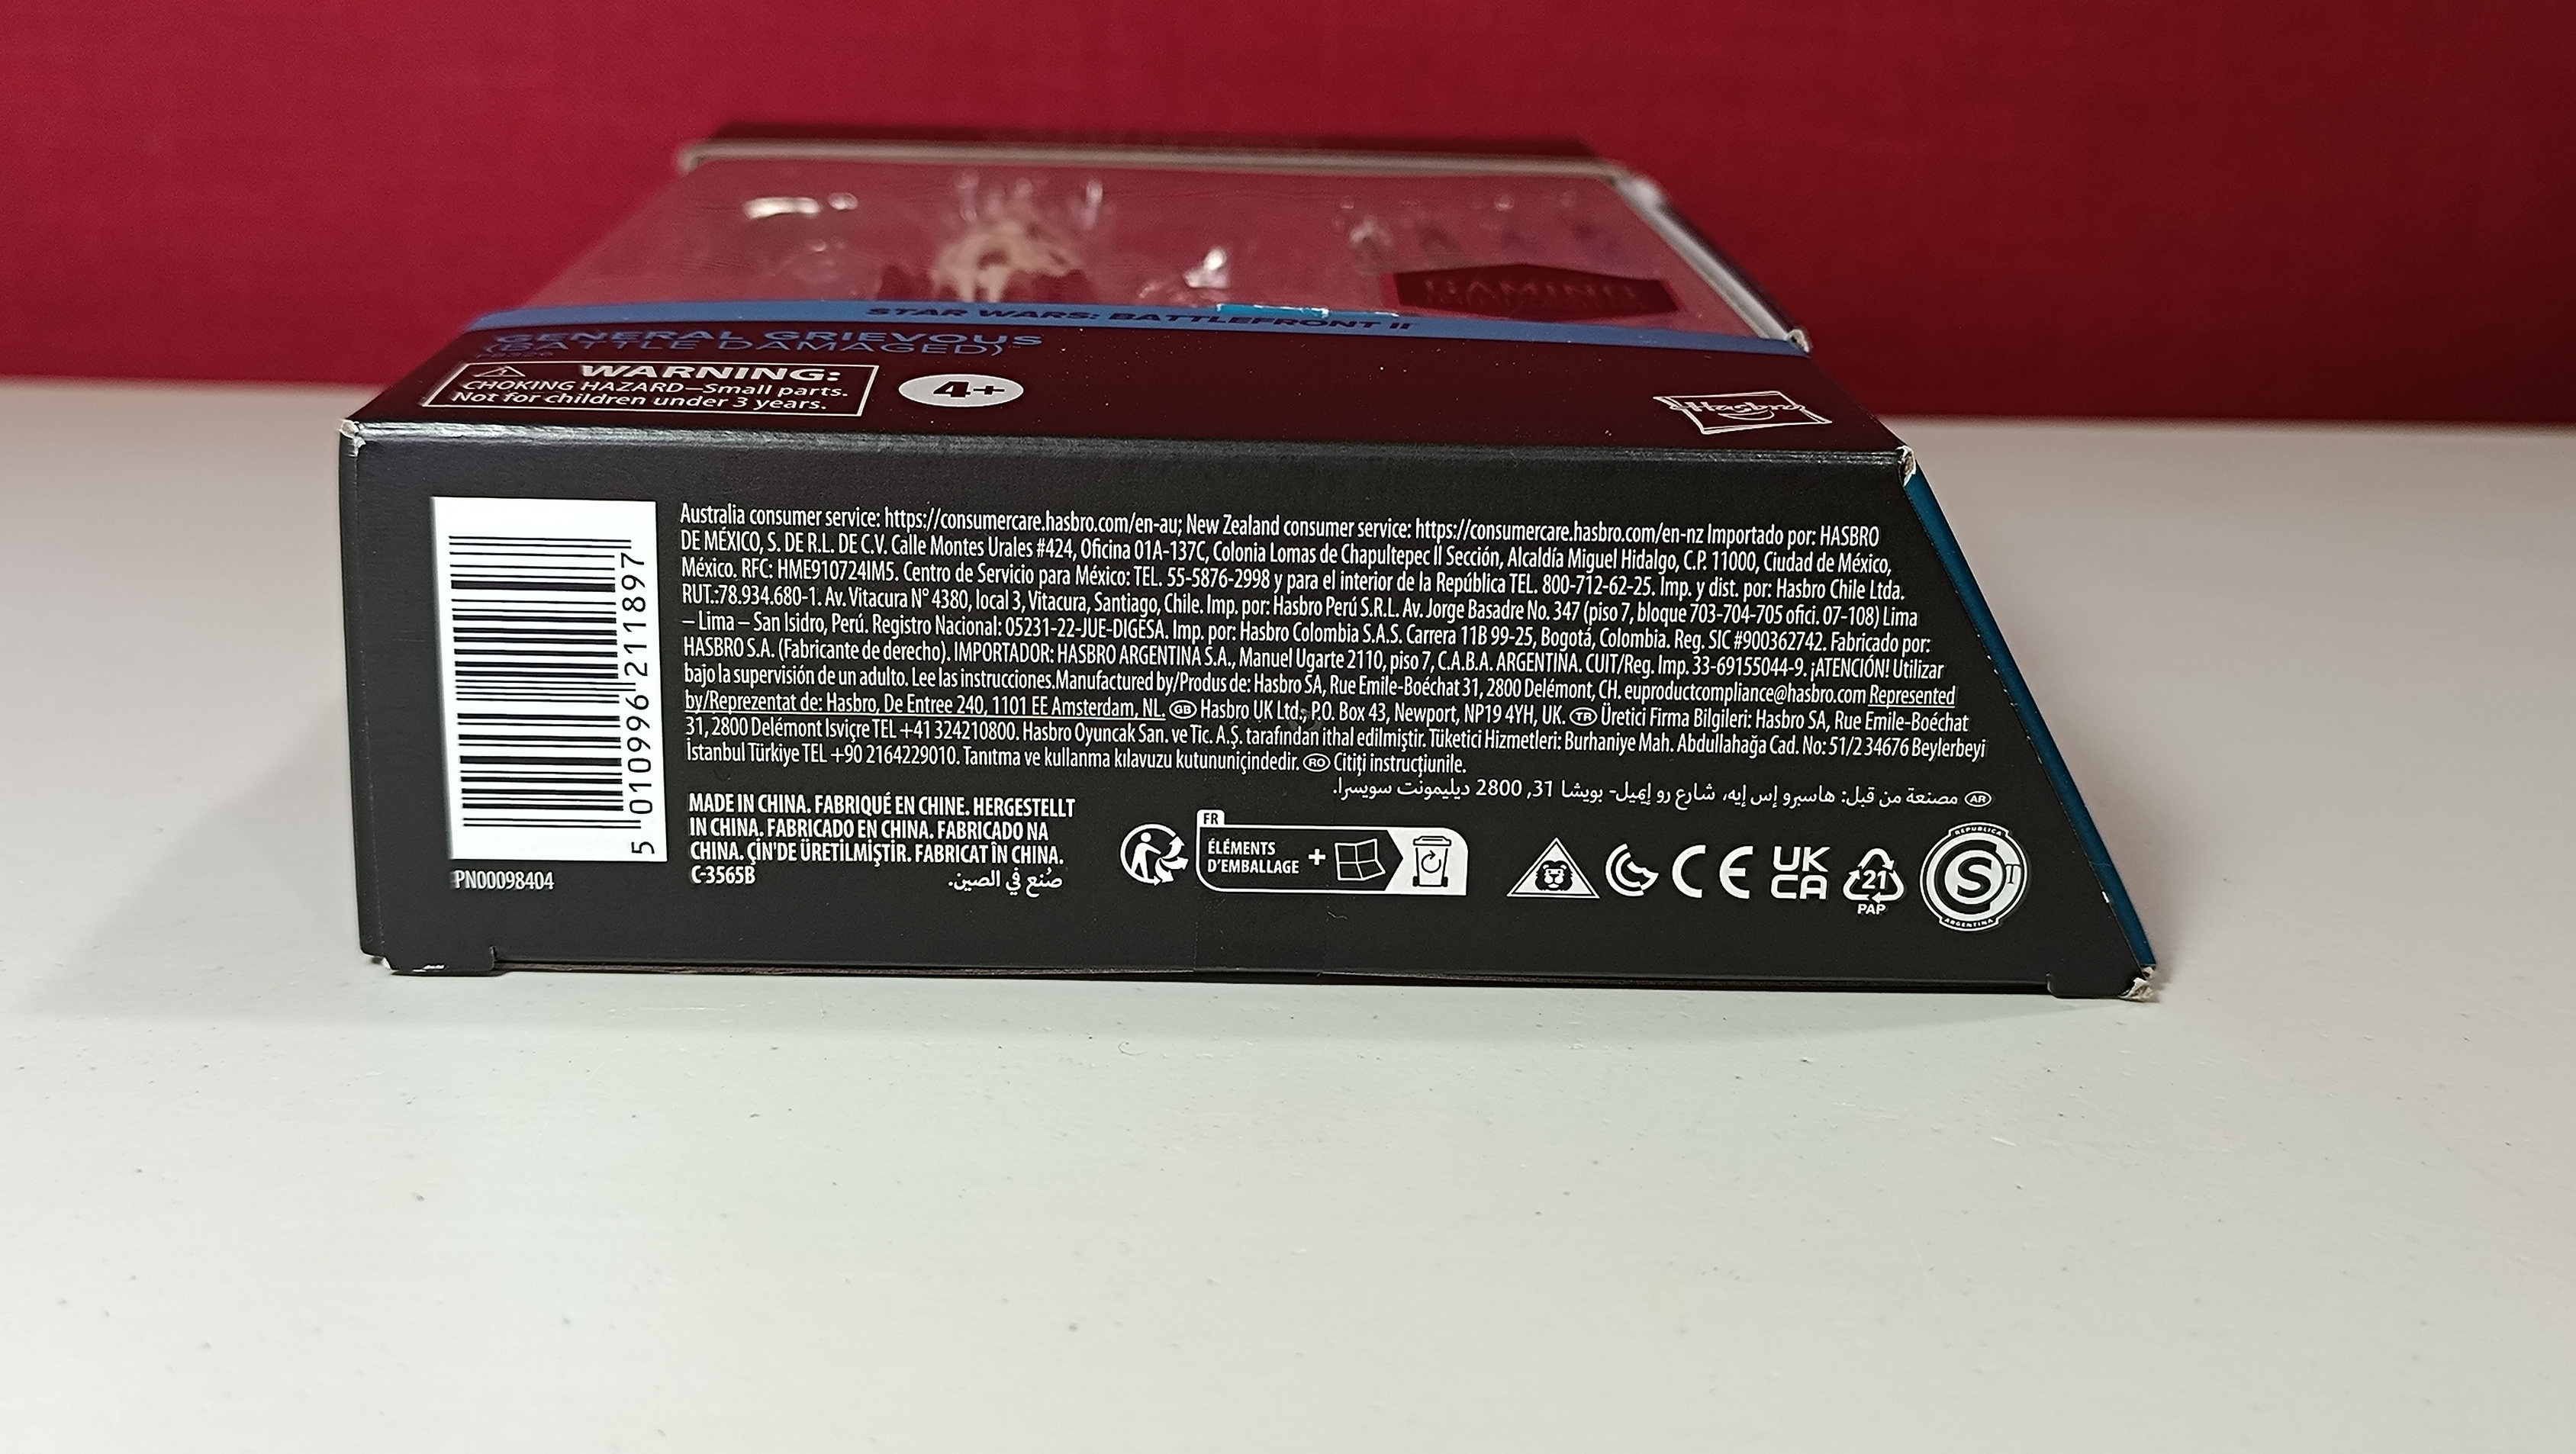 GAMING
STAR WARS: BATTLEFRONT II
GENERAL GRIEVOUS
(BATTLE DAMAGED)™
WARNING:
CHOKING HAZARD—Small parts.
Not for children under 3 years.
4+
Hasbro
Australia consumer service: https://consumercare.hasbro.com/en-au; New Zealand consumer service: https://consumercare.hasbro.com/en-nz Importado por: HASBRO
DE MÉXICO, S. DE R.L. DE C.V. Calle Montes Urales #424, Oficina 01A-137C, Colonia Lomas de Chapultepec II Sección, Alcaldía Miguel Hidalgo, C.P. 11000, Ciudad de México,
México. RFC: HME910724IM5. Centro de Servicio para México: TEL. 55-5876-2998 y para el interior de la República TEL. 800-712-62-25. Imp. y dist. por: Hasbro Chile Ltda.
RUT.:78.934.680-1. Av. Vitacura N° 4380, local 3, Vitacura, Santiago, Chile. Imp. por: Hasbro Perú S.R.L. Av. Jorge Basadre No. 347 (piso 7, bloque 703-704-705 ofici. 07-108) Lima
– Lima – San Isidro, Perú. Registro Nacional: 05231-22-JUE-DIGESA. Imp. por: Hasbro Colombia S.A.S. Carrera 11B 99-25, Bogotá, Colombia. Reg. SIC #900362742. Fabricado por:
HASBRO S.A. (Fabricante de derecho). IMPORTADOR: HASBRO ARGENTINA S.A., Manuel Ugarte 2110, piso 7, C.A.B.A. ARGENTINA. CUIT/Reg. Imp. 33-69155044-9. ¡ATENCIÓN! Utilizar
bajo la supervisión de un adulto. Lee las instrucciones.Manufactured by/Produs de: Hasbro SA, Rue Emile-Boéchat 31, 2800 Delémont, CH. euproductcompliance@hasbro.com Represented
by/Reprezentat de: Hasbro, De Entree 240, 1101 EE Amsterdam, NL. GB Hasbro UK Ltd., P.O. Box 43, Newport, NP19 4YH, UK. TR Üretici Firma Bilgileri: Hasbro SA, Rue Emile-Boéchat
31, 2800 Delémont İsviçre TEL +41 324210800. Hasbro Oyuncak San. ve Tic. A.Ş. tarafından ithal edilmiştir. Tüketici Hizmetleri: Burhaniye Mah. Abdullahağa Cad. No: 51/2 34676 Beylerbeyi
İstanbul Türkiye TEL +90 2164229010. Tanıtma ve kullanma kılavuzu kutununiçindedir. RO Citiți instrucțiunile.
AR مصنعة من قبل: هاسبرو إس إيه، شارع رو إيميل- بويشا 31, 2800 ديليمونت سويسرا.
5 010996 211897
PN00098404
MADE IN CHINA. FABRIQUÉ EN CHINE. HERGESTELLT
IN CHINA. FABRICADO EN CHINA. FABRICADO NA
CHINA. ÇİN'DE ÜRETİLMİŞTİR. FABRICAT ÎN CHINA.
C-3565B صُنع في الصين.
FR
ÉLÉMENTS
D'EMBALLAGE +
CE
UK
CA
21
PAP
REPUBLICA
S
ARGENTINA